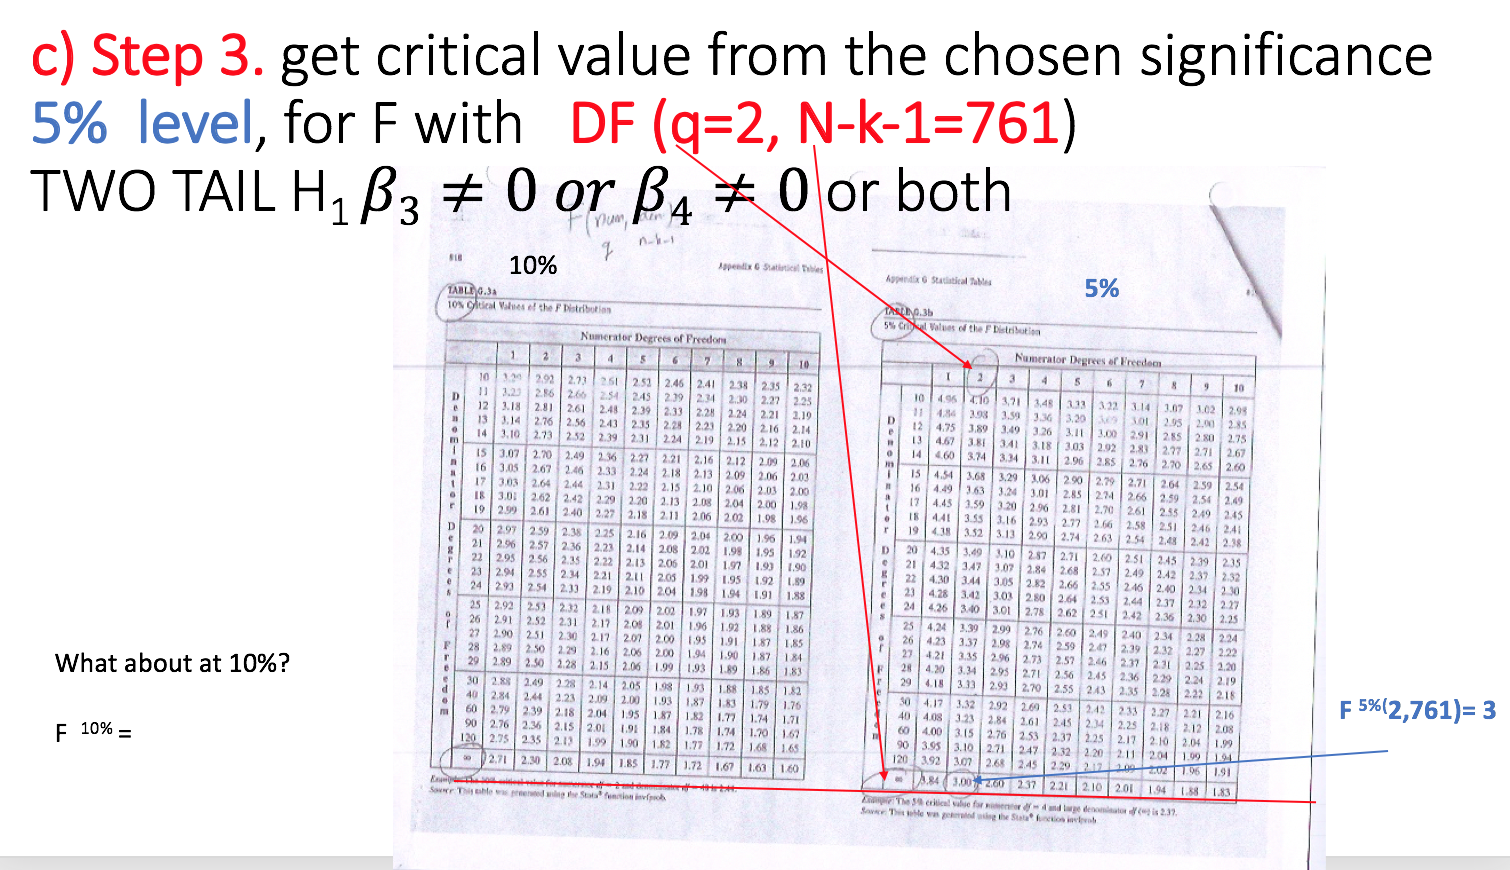 c) Step 3. get critical value from the chosen significance
5% level, for F with DF (q=2, N-k-1=761)
TWO TAIL H₁ β₃ ≠ 0 or β₄ ≠ 0 or both
F(num, den)
q n-k-1
818
10%
Appendix G Statistical Tables
TABLE G.3a
10% Critical Values of the F Distribution
Numerator Degrees of Freedom
1 2 3 4 5 6 7 8 9 10
Denominator Degrees of Freedom
10 3.29 2.92 2.73 2.61 2.52 2.46 2.41 2.38 2.35 2.32
11 3.23 2.86 2.66 2.54 2.45 2.39 2.34 2.30 2.27 2.25
12 3.18 2.81 2.61 2.48 2.39 2.33 2.28 2.24 2.21 2.19
13 3.14 2.76 2.56 2.43 2.35 2.28 2.23 2.20 2.16 2.14
14 3.10 2.73 2.52 2.39 2.31 2.24 2.19 2.15 2.12 2.10
15 3.07 2.70 2.49 2.36 2.27 2.21 2.16 2.12 2.09 2.06
16 3.05 2.67 2.46 2.33 2.24 2.18 2.13 2.09 2.06 2.03
17 3.03 2.64 2.44 2.31 2.22 2.15 2.10 2.06 2.03 2.00
18 3.01 2.62 2.42 2.29 2.20 2.13 2.08 2.04 2.00 1.98
19 2.99 2.61 2.40 2.27 2.18 2.11 2.06 2.02 1.98 1.96
20 2.97 2.59 2.38 2.25 2.16 2.09 2.04 2.00 1.96 1.94
21 2.96 2.57 2.36 2.23 2.14 2.08 2.02 1.98 1.95 1.92
22 2.95 2.56 2.35 2.22 2.13 2.06 2.01 1.97 1.93 1.90
23 2.94 2.55 2.34 2.21 2.11 2.05 1.99 1.95 1.92 1.89
24 2.93 2.54 2.33 2.19 2.10 2.04 1.98 1.94 1.91 1.88
25 2.92 2.53 2.32 2.18 2.09 2.02 1.97 1.93 1.89 1.87
26 2.91 2.52 2.31 2.17 2.08 2.01 1.96 1.92 1.88 1.86
27 2.90 2.51 2.30 2.17 2.07 2.00 1.95 1.91 1.87 1.85
28 2.89 2.50 2.29 2.16 2.06 2.00 1.94 1.90 1.87 1.84
29 2.89 2.50 2.28 2.15 2.06 1.99 1.93 1.89 1.86 1.83
30 2.88 2.49 2.28 2.14 2.05 1.98 1.93 1.88 1.85 1.82
40 2.84 2.44 2.23 2.09 2.00 1.93 1.87 1.83 1.79 1.76
60 2.79 2.39 2.18 2.04 1.95 1.87 1.82 1.77 1.74 1.71
90 2.76 2.36 2.15 2.01 1.91 1.84 1.78 1.74 1.70 1.67
120 2.75 2.35 2.13 1.99 1.90 1.82 1.77 1.72 1.68 1.65
∞ 2.71 2.30 2.08 1.94 1.85 1.77 1.72 1.67 1.63 1.60
Source: This table was generated using the Stata® function invfprob.
Appendix G Statistical Tables
5%
TABLE G.3b
5% Critical Values of the F Distribution
Numerator Degrees of Freedom
1 2 3 4 5 6 7 8 9 10
Denominator Degrees of Freedom
10 4.96 4.10 3.71 3.48 3.33 3.22 3.14 3.07 3.02 2.98
11 4.84 3.98 3.59 3.36 3.20 3.09 3.01 2.95 2.90 2.85
12 4.75 3.89 3.49 3.26 3.11 3.00 2.91 2.85 2.80 2.75
13 4.67 3.81 3.41 3.18 3.03 2.92 2.83 2.77 2.71 2.67
14 4.60 3.74 3.34 3.11 2.96 2.85 2.76 2.70 2.65 2.60
15 4.54 3.68 3.29 3.06 2.90 2.79 2.71 2.64 2.59 2.54
16 4.49 3.63 3.24 3.01 2.85 2.74 2.66 2.59 2.54 2.49
17 4.45 3.59 3.20 2.96 2.81 2.70 2.61 2.55 2.49 2.45
18 4.41 3.55 3.16 2.93 2.77 2.66 2.58 2.51 2.46 2.41
19 4.38 3.52 3.13 2.90 2.74 2.63 2.54 2.48 2.42 2.38
20 4.35 3.49 3.10 2.87 2.71 2.60 2.51 2.45 2.39 2.35
21 4.32 3.47 3.07 2.84 2.68 2.57 2.49 2.42 2.37 2.32
22 4.30 3.44 3.05 2.82 2.66 2.55 2.46 2.40 2.34 2.30
23 4.28 3.42 3.03 2.80 2.64 2.53 2.44 2.37 2.32 2.27
24 4.26 3.40 3.01 2.78 2.62 2.51 2.42 2.36 2.30 2.25
25 4.24 3.39 2.99 2.76 2.60 2.49 2.40 2.34 2.28 2.24
26 4.23 3.37 2.98 2.74 2.59 2.47 2.39 2.32 2.27 2.22
27 4.21 3.35 2.96 2.73 2.57 2.46 2.37 2.31 2.25 2.20
28 4.20 3.34 2.95 2.71 2.56 2.45 2.36 2.29 2.24 2.19
29 4.18 3.33 2.93 2.70 2.55 2.43 2.35 2.28 2.22 2.18
30 4.17 3.32 2.92 2.69 2.53 2.42 2.33 2.27 2.21 2.16
40 4.08 3.23 2.84 2.61 2.45 2.34 2.25 2.18 2.12 2.08
60 4.00 3.15 2.76 2.53 2.37 2.25 2.17 2.10 2.04 1.99
90 3.95 3.10 2.71 2.47 2.32 2.20 2.11 2.04 1.99 1.94
120 3.92 3.07 2.68 2.45 2.29 2.17 2.09 2.02 1.96 1.91
∞ 3.84 3.00 2.60 2.37 2.21 2.10 2.01 1.94 1.88 1.83
Example: The 5% critical value for numerator df = 4 and large denominator df (∞) is 2.37.
Source: This table was generated using the Stata® function invfprob
What about at 10%?
F 10% =
F 5%(2,761)= 3